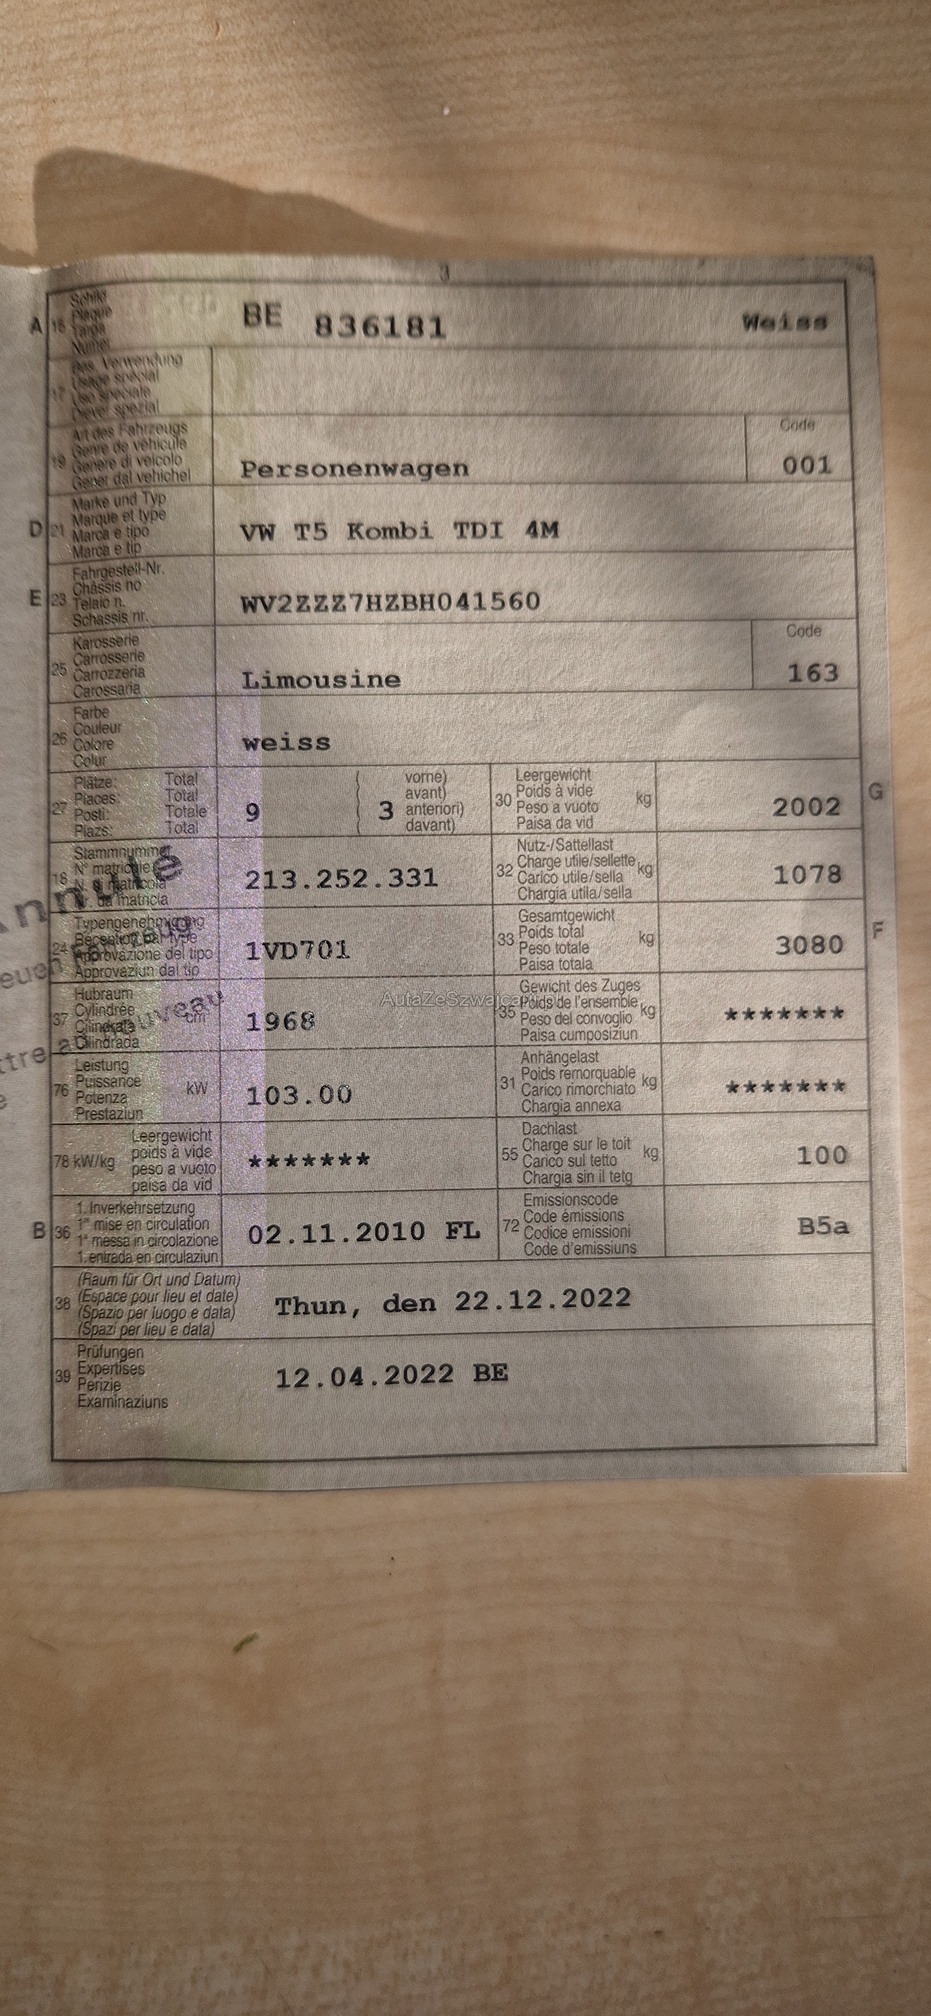 3
A 18 Schild
Plaque
Targa
Numer
BE 836181 Weiss
17 Bes. Verwendung
Usage spécial
Uso speciale
Diever spezial
19 Art des Fahrzeugs
Genre de véhicule
Genere di veicolo
Gener dal vehichel
Personenwagen
Code
001
D 21 Marke und Typ
Marque et type
Marca e tipo
Marca e tip
VW T5 Kombi TDI 4M
E 23 Fahrgestell-Nr.
Châssis no
Telaio n.
Schassis nr.
WV2ZZZ7HZBH041560
25 Karosserie
Carrosserie
Carrozzeria
Carossaria
Limousine
Code
163
26 Farbe
Couleur
Colore
Colur
weiss
27 Plätze: Total
Places: Total
Posti: Totale
Plazs: Total
9
( 3 vorne)
avant)
anteriori)
davant)
30 Leergewicht
Poids à vide
Peso a vuoto
Paisa da vid
kg
2002
G
18 Stammnummer
N° matricule
N. di matricola
Nr. da matricla
213.252.331
32 Nutz-/Sattellast
Charge utile/sellette
Carico utile/sella
Chargia utila/sella
kg
1078
24 Typengenehmigung
Réception par type
Approvazione del tipo
Approvaziun dal tip
1VD701
33 Gesamtgewicht
Poids total
Peso totale
Paisa totala
kg
3080
F
37 Hubraum
Cylindrée
Cilindrata
Cilindrada
cm³
1968
35 Gewicht des Zuges
Poids de l'ensemble
Peso del convoglio
Paisa cumposiziun
kg
*******
76 Leistung
Puissance
Potenza
Prestaziun
kW
103.00
31 Anhängelast
Poids remorquable
Carico rimorchiato
Chargia annexa
kg
*******
78 kW/kg Leergewicht
poids à vide
peso a vuoto
paisa da vid
*******
55 Dachlast
Charge sur le toit
Carico sul tetto
Chargia sin il tetg
kg
100
B 36 1. Inverkehrsetzung
1re mise en circulation
1a messa in circolazione
1. entrada en circulaziun
02.11.2010 FL
72 Emissionscode
Code émissions
Codice emissioni
Code d'emissiuns
B5a
38 (Raum für Ort und Datum)
(Espace pour lieu et date)
(Spazio per luogo e data)
(Spazi per lieu e data)
Thun, den 22.12.2022
39 Prüfungen
Expertises
Perizie
Examinaziuns
12.04.2022 BE